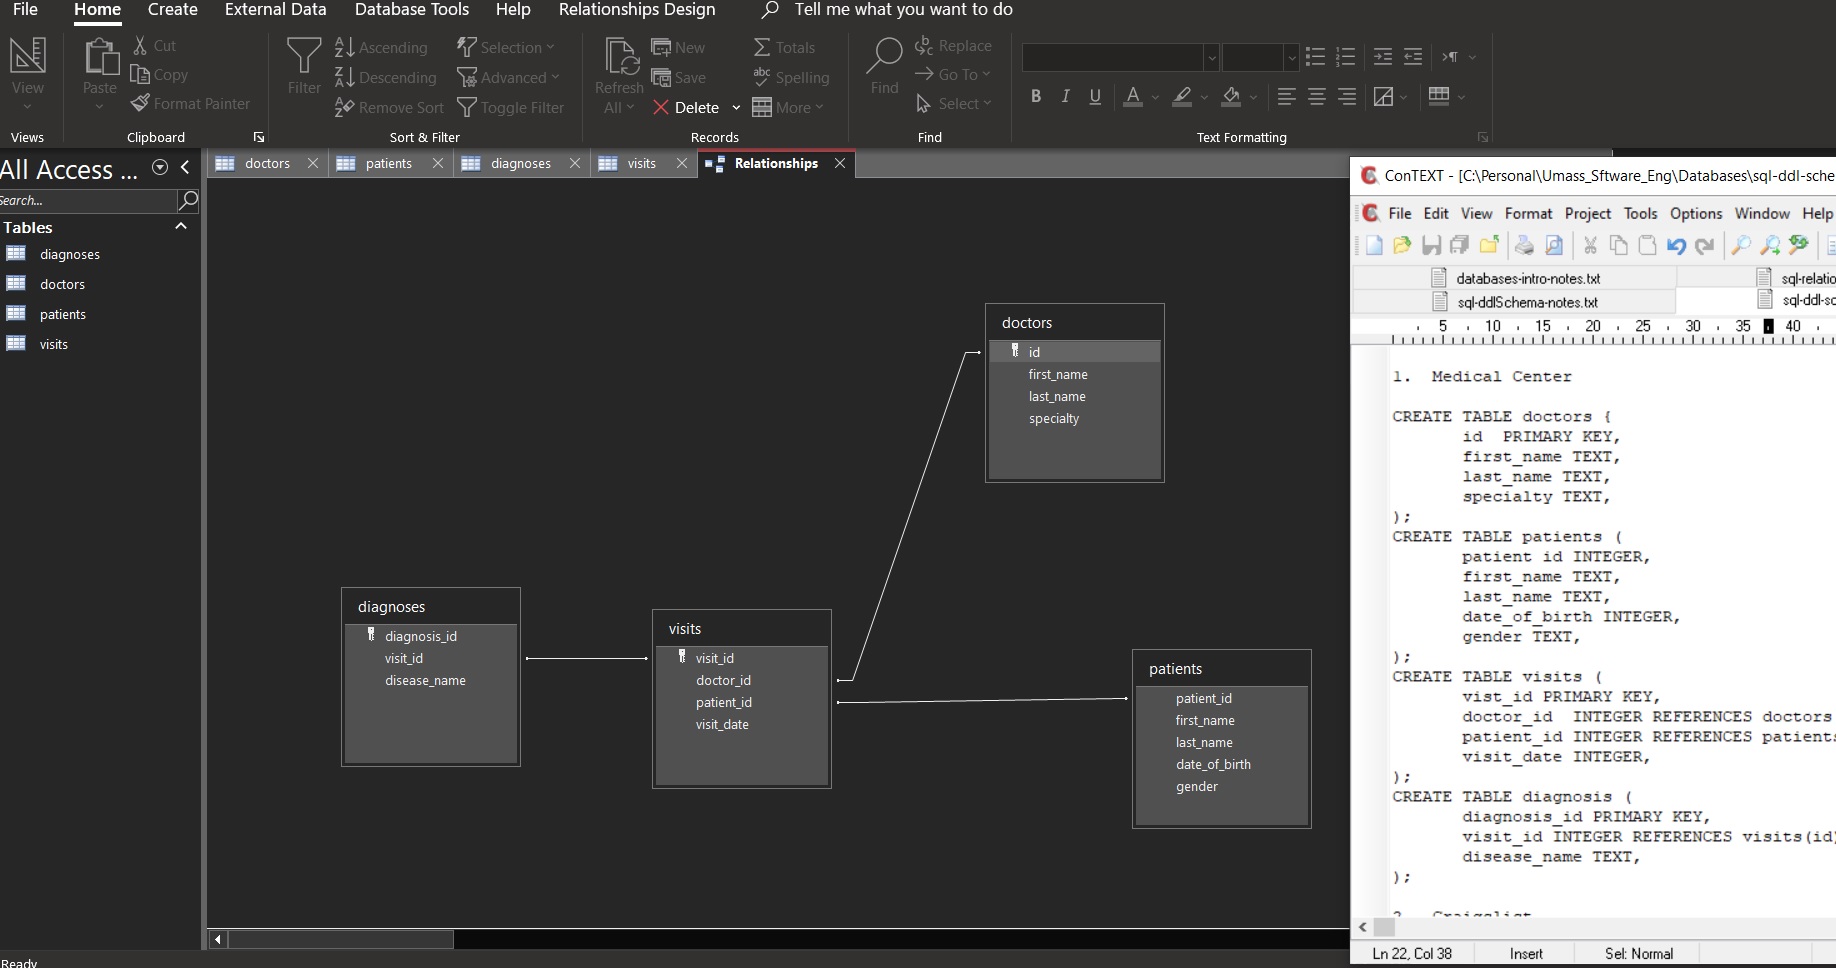 File Home Create External Data Database Tools Help Relationships Design Tell me what you want to do
View
Views
Paste
Cut
Copy
Format Painter
Clipboard
Filter
Ascending
Descending
Remove Sort
Selection
Advanced
Toggle Filter
Sort & Filter
Refresh
All
New
Save
Delete
Totals
Spelling
More
Records
Find
Replace
Go To
Select
Find
B I U A
Text Formatting
All Access ...
Search...
Tables
diagnoses
doctors
patients
visits
doctors patients diagnoses visits Relationships
doctors
id
first_name
last_name
specialty
diagnoses
diagnosis_id
visit_id
disease_name
visits
visit_id
doctor_id
patient_id
visit_date
patients
patient_id
first_name
last_name
date_of_birth
gender
Ready
ConTEXT - [C:\Personal\Umass_Sftware_Eng\Databases\sql-ddl-sche
File Edit View Format Project Tools Options Window Help
databases-intro-notes.txt sql-relatio
sql-ddlSchema-notes.txt sql-ddl-sc
5 10 15 20 25 30 35 40
1. Medical Center
CREATE TABLE doctors {
id PRIMARY KEY,
first_name TEXT,
last_name TEXT,
specialty TEXT,
);
CREATE TABLE patients (
patient id INTEGER,
first_name TEXT,
last_name TEXT,
date_of_birth INTEGER,
gender TEXT,
);
CREATE TABLE visits (
vist_id PRIMARY KEY,
doctor_id INTEGER REFERENCES doctors
patient_id INTEGER REFERENCES patients
visit_date INTEGER,
);
CREATE TABLE diagnosis (
diagnosis_id PRIMARY KEY,
visit_id INTEGER REFERENCES visits(id)
disease_name TEXT,
);
Ln 22, Col 38 Insert Sel: Normal